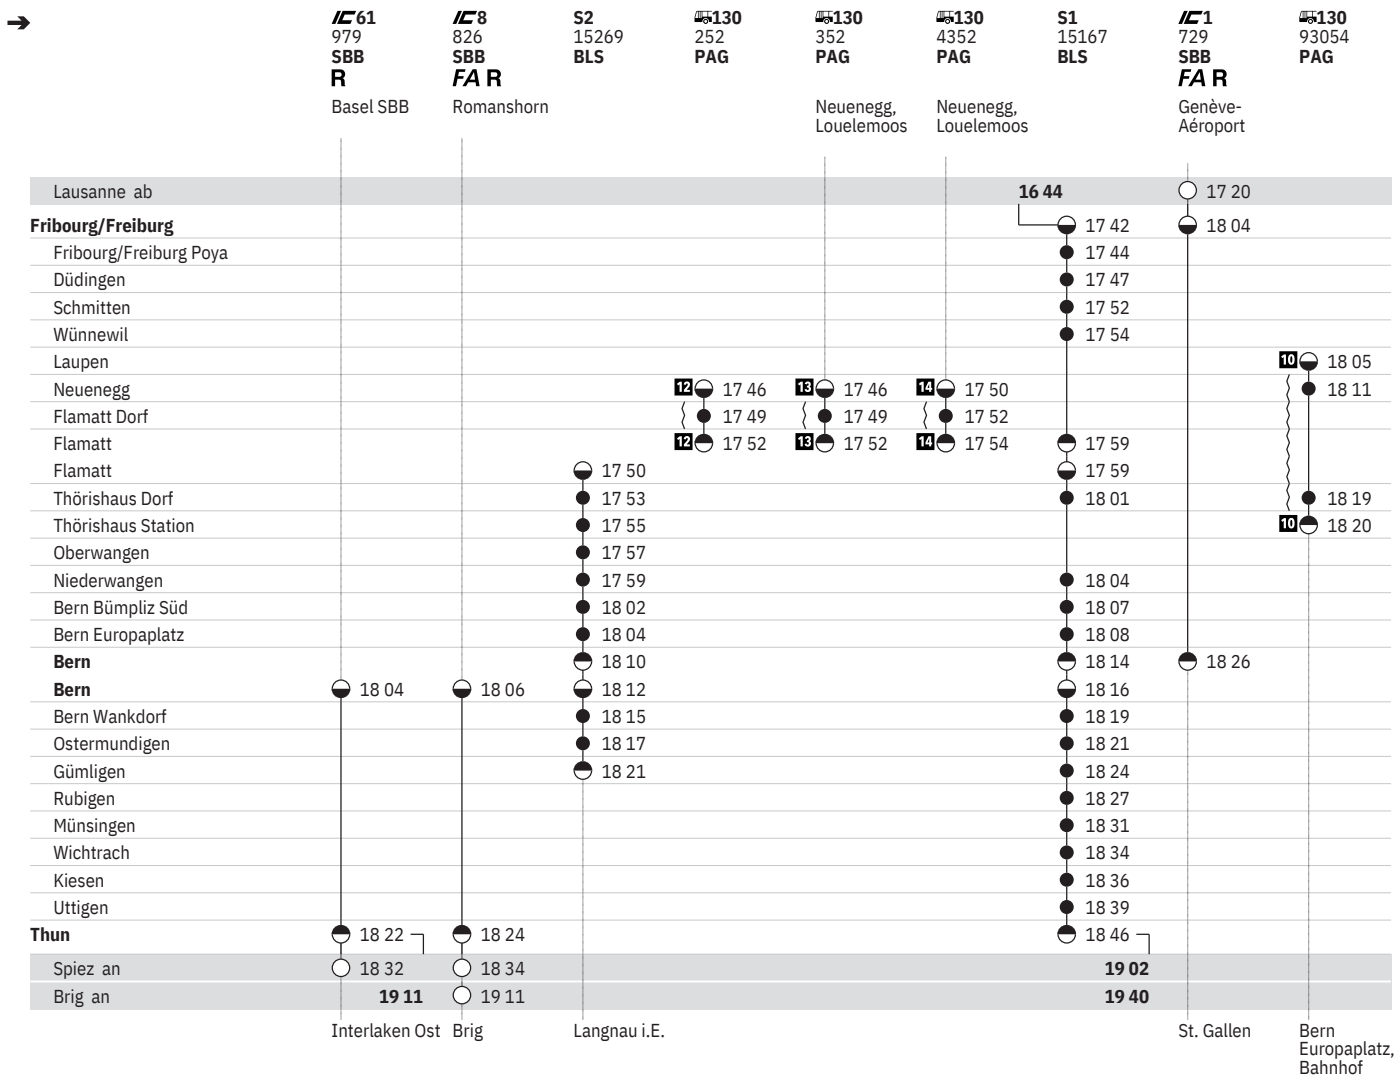 ➔ IC 61 IC 8 S2 130 130 130 S1 IC 1 130
979 826 15269 252 352 4352 15167 729 93054
SBB SBB BLS PAG PAG PAG BLS SBB PAG
R FA R FA R
Basel SBB Romanshorn Neuenegg, Neuenegg, Genève-
Louelemoos Louelemoos Aéroport
Lausanne ab 16 44 17 20
Fribourg/Freiburg 17 42 18 04
Fribourg/Freiburg Poya 17 44
Düdingen 17 47
Schmitten 17 52
Wünnewil 17 54
Laupen 10 18 05
Neuenegg 12 17 46 13 17 46 14 17 50 18 11
Flamatt Dorf 17 49 17 49 17 52
Flamatt 12 17 52 13 17 52 14 17 54 17 59
Flamatt 17 50 17 59
Thörishaus Dorf 17 53 18 01 18 19
Thörishaus Station 17 55 10 18 20
Oberwangen 17 57
Niederwangen 17 59 18 04
Bern Bümpliz Süd 18 02 18 07
Bern Europaplatz 18 04 18 08
Bern 18 10 18 14 18 26
Bern 18 04 18 06 18 12 18 16
Bern Wankdorf 18 15 18 19
Ostermundigen 18 17 18 21
Gümligen 18 21 18 24
Rubigen 18 27
Münsingen 18 31
Wichtrach 18 34
Kiesen 18 36
Uttigen 18 39
Thun 18 22 18 24 18 46
Spiez an 18 32 18 34 19 02
Brig an 19 11 19 11 19 40
Interlaken Ost Brig Langnau i.E. St. Gallen Bern
Europaplatz,
Bahnhof